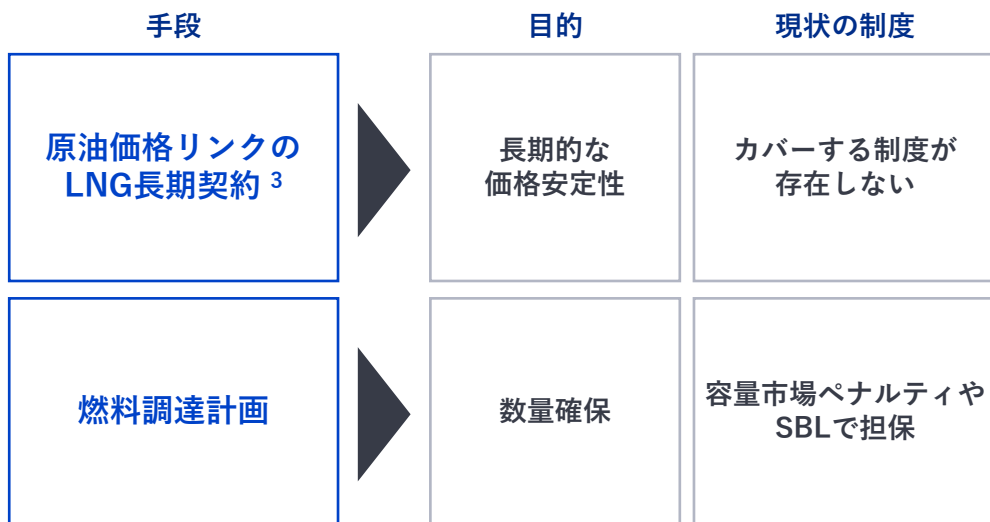 手段
目的
現状の制度
原油価格リンクの
LNG長期契約 3
長期的な
価格安定性
カバーする制度が
存在しない
燃料調達計画
数量確保
容量市場ペナルティや
SBLで担保